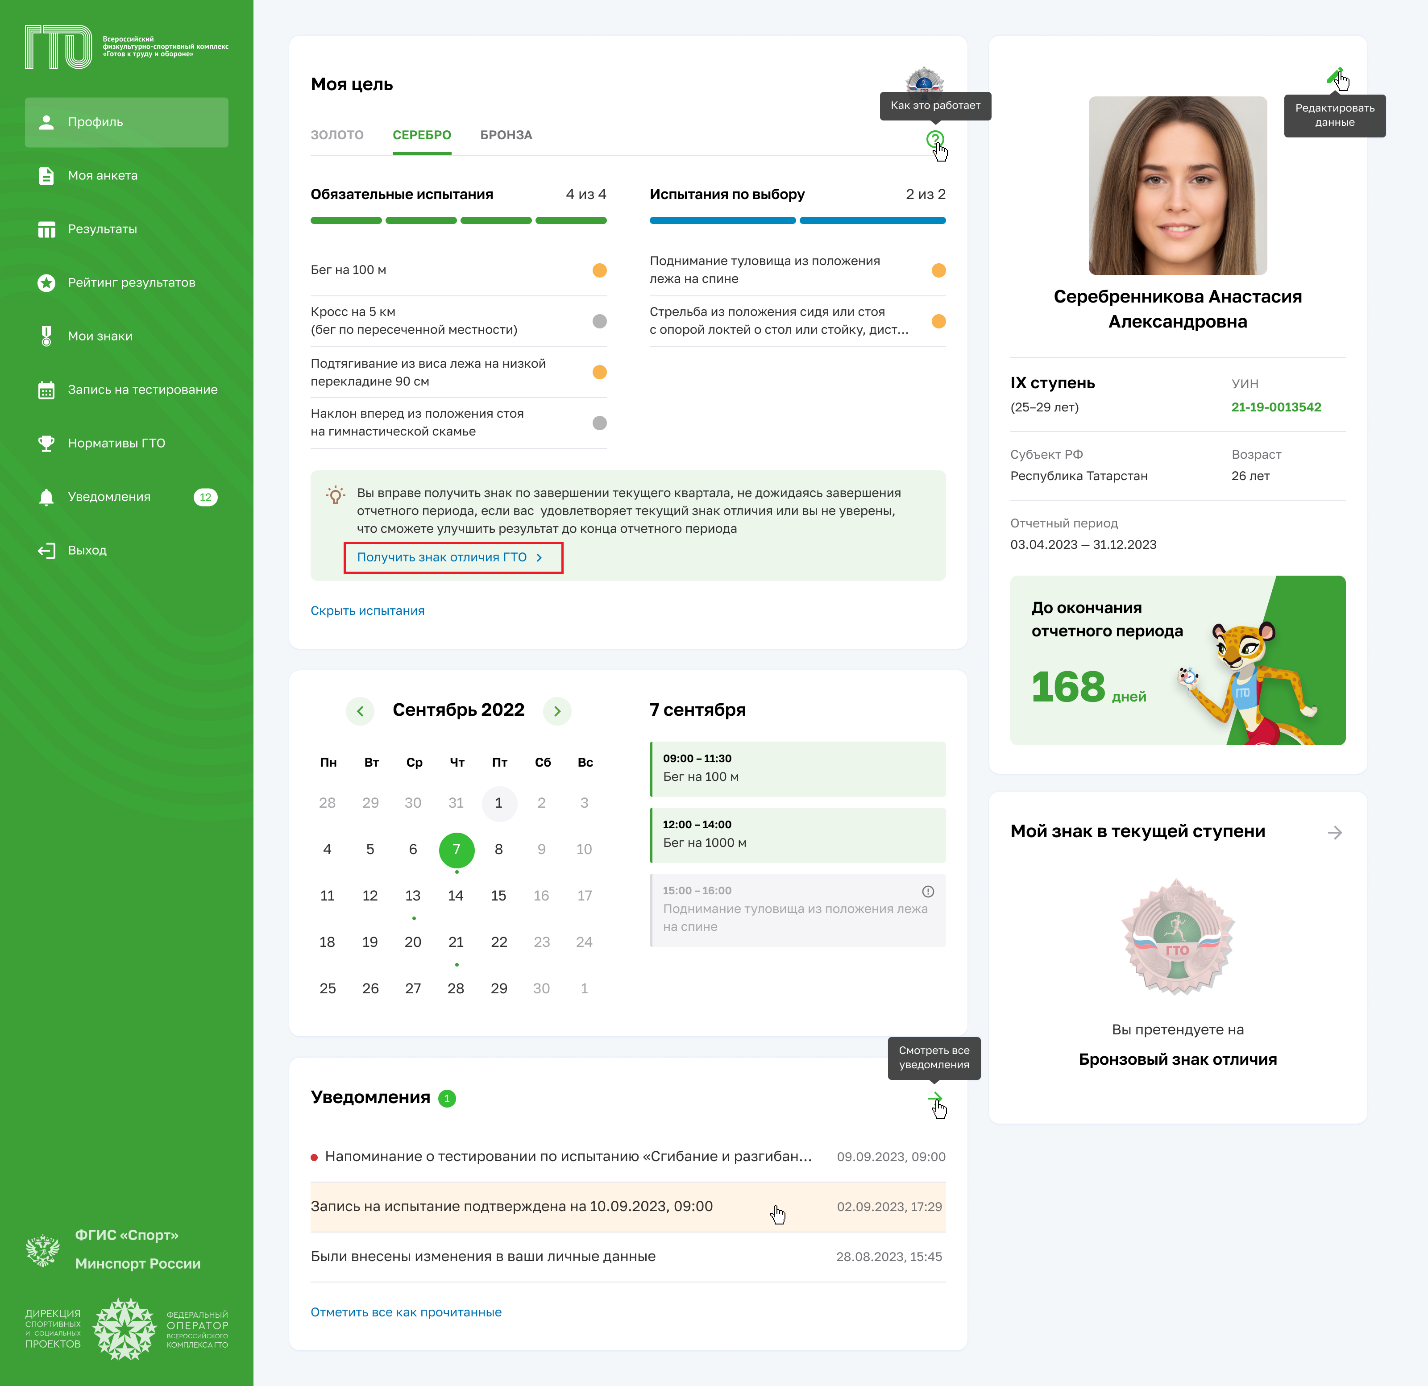 ГТО
Всероссийский
физкультурно-спортивный комплекс
«Готов к труду и обороне»
Профиль
Моя анкета
Результаты
Рейтинг результатов
Мои знаки
Запись на тестирование
Нормативы ГТО
Уведомления 12
Выход
ФГИС «Спорт»
Минспорт России
ДИРЕКЦИЯ
СПОРТИВНЫХ
И СОЦИАЛЬНЫХ
ПРОЕКТОВ
ФЕДЕРАЛЬНЫЙ
ОПЕРАТОР
ВСЕРОССИЙСКОГО
КОМПЛЕКСА ГТО
Моя цель
Как это работает
ЗОЛОТО СЕРЕБРО БРОНЗА
Обязательные испытания 4 из 4
Бег на 100 м
Кросс на 5 км
(бег по пересеченной местности)
Подтягивание из виса лежа на низкой
перекладине 90 см
Наклон вперед из положения стоя
на гимнастической скамье
Испытания по выбору 2 из 2
Поднимание туловища из положения
лежа на спине
Стрельба из положения сидя или стоя
с опорой локтей о стол или стойку, дист...
Вы вправе получить знак по завершении текущего квартала, не дожидаясь завершения
отчетного периода, если вас удовлетворяет текущий знак отличия или вы не уверены,
что сможете улучшить результат до конца отчетного периода
Получить знак отличия ГТО
Скрыть испытания
Сентябрь 2022
Пн Вт Ср Чт Пт Сб Вс
28 29 30 31 1 2 3
4 5 6 7 8 9 10
11 12 13 14 15 16 17
18 19 20 21 22 23 24
25 26 27 28 29 30 1
7 сентября
09:00 – 11:30
Бег на 100 м
12:00 – 14:00
Бег на 1000 м
15:00 – 16:00
Поднимание туловища из положения лежа
на спине
Смотреть все
уведомления
Уведомления 1
Напоминание о тестировании по испытанию «Сгибание и разгибан... 09.09.2023, 09:00
Запись на испытание подтверждена на 10.09.2023, 09:00 02.09.2023, 17:29
Были внесены изменения в ваши личные данные 28.08.2023, 15:45
Отметить все как прочитанные
Редактировать
данные
Серебренникова Анастасия
Александровна
IX ступень УИН
(25–29 лет) 21-19-0013542
Субъект РФ Возраст
Республика Татарстан 26 лет
Отчетный период
03.04.2023 — 31.12.2023
До окончания
отчетного периода
168 дней
ГТО
Мой знак в текущей ступени
ГТО
Вы претендуете на
Бронзовый знак отличия